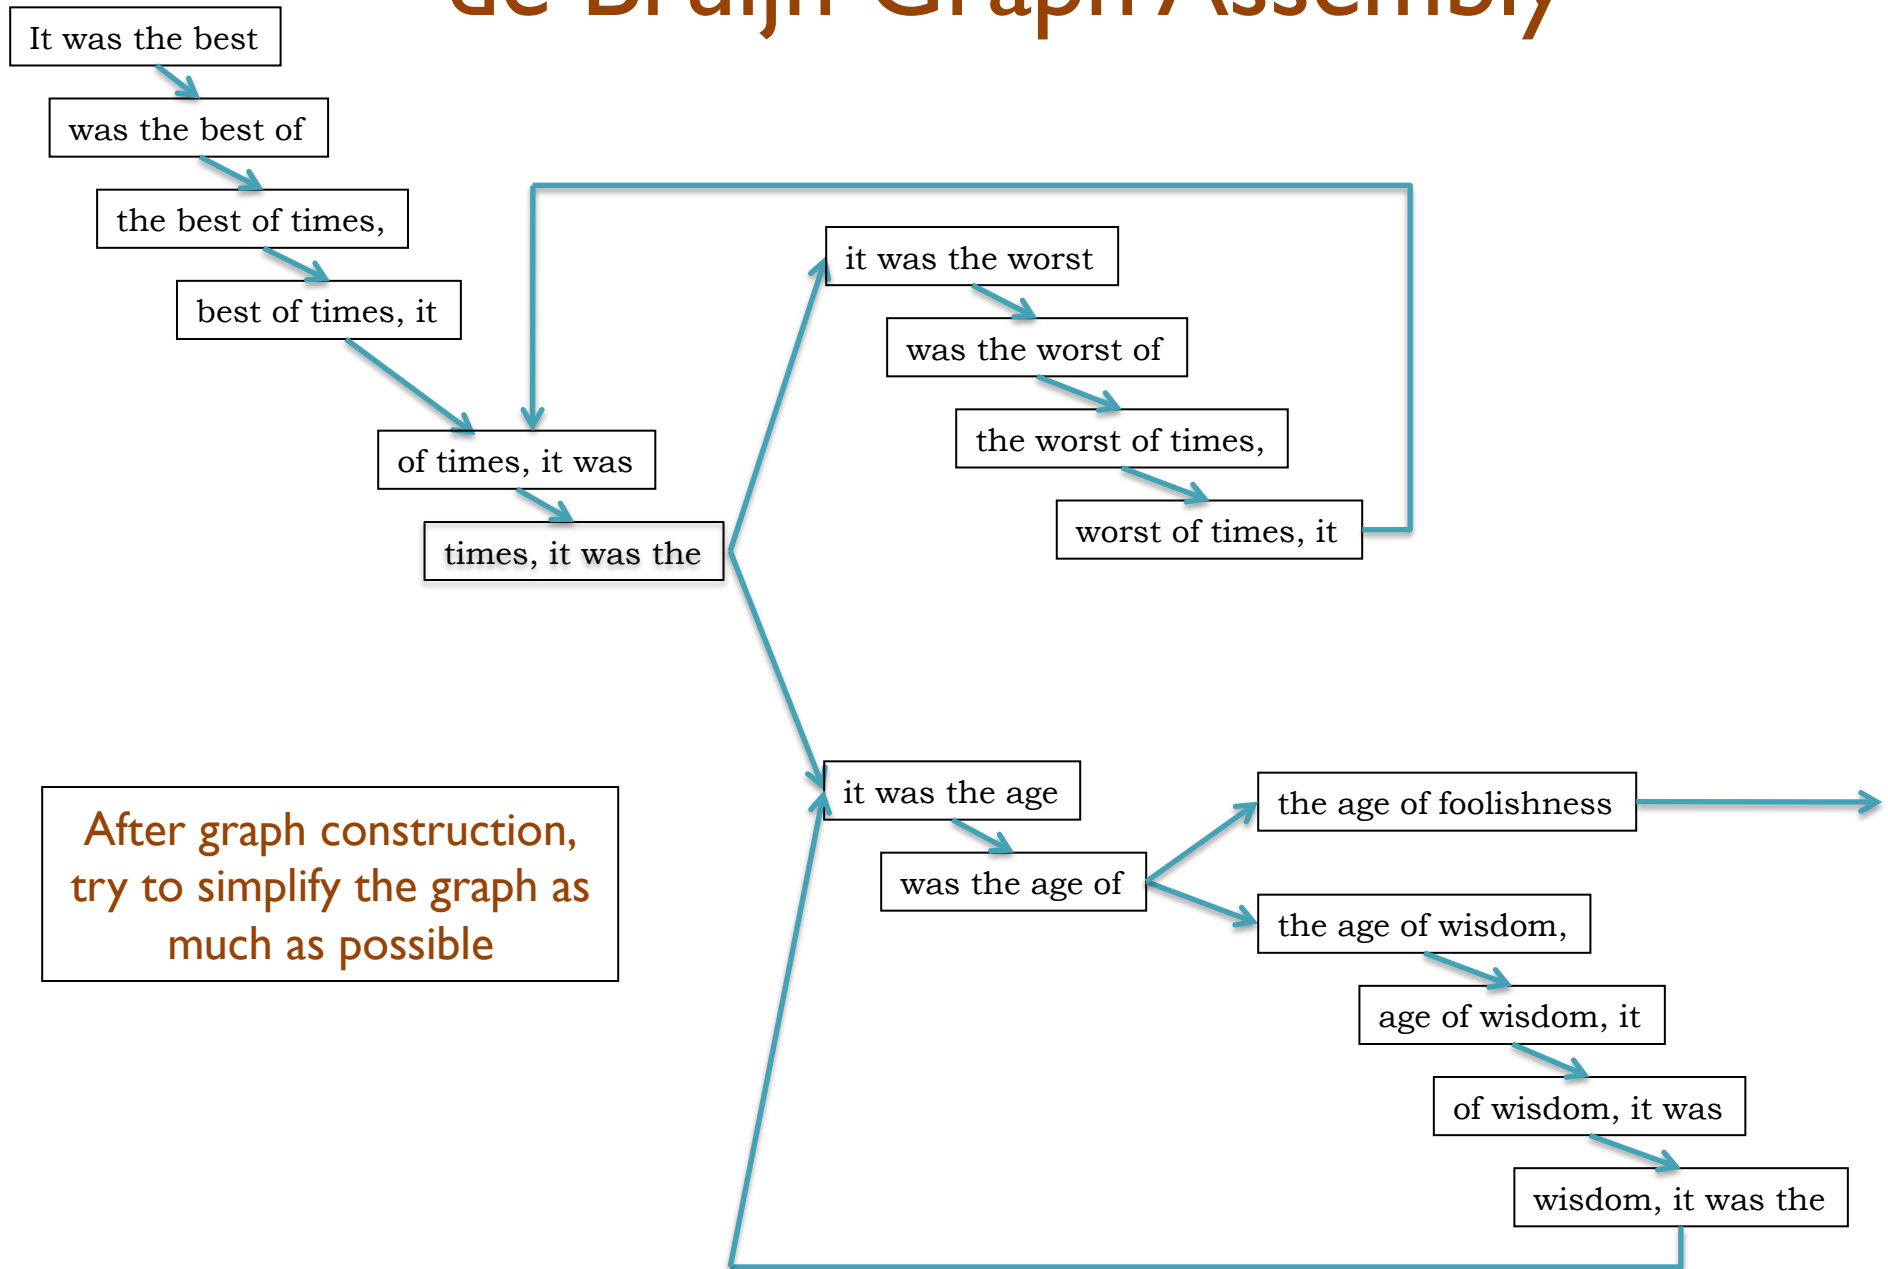 de Bruijn Graph Assembly
It was the best
was the best of
the best of times,
best of times, it
of times, it was
times, it was the
it was the worst
was the worst of
the worst of times,
worst of times, it
it was the age
was the age of
the age of foolishness
the age of wisdom,
age of wisdom, it
of wisdom, it was
wisdom, it was the
After graph construction,
try to simplify the graph as
much as possible